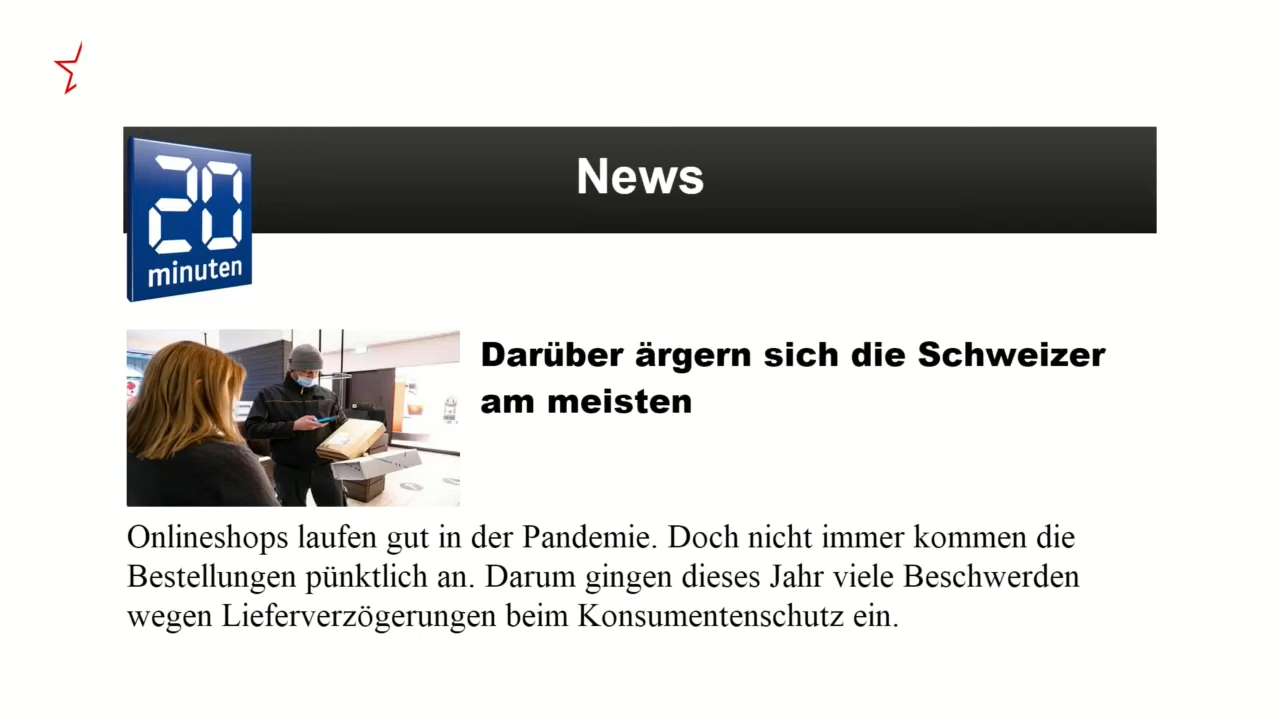 News
20
minuten
Darüber ärgern sich die Schweizer
am meisten
Onlineshops laufen gut in der Pandemie. Doch nicht immer kommen die
Bestellungen pünktlich an. Darum gingen dieses Jahr viele Beschwerden
wegen Lieferverzögerungen beim Konsumentenschutz ein.